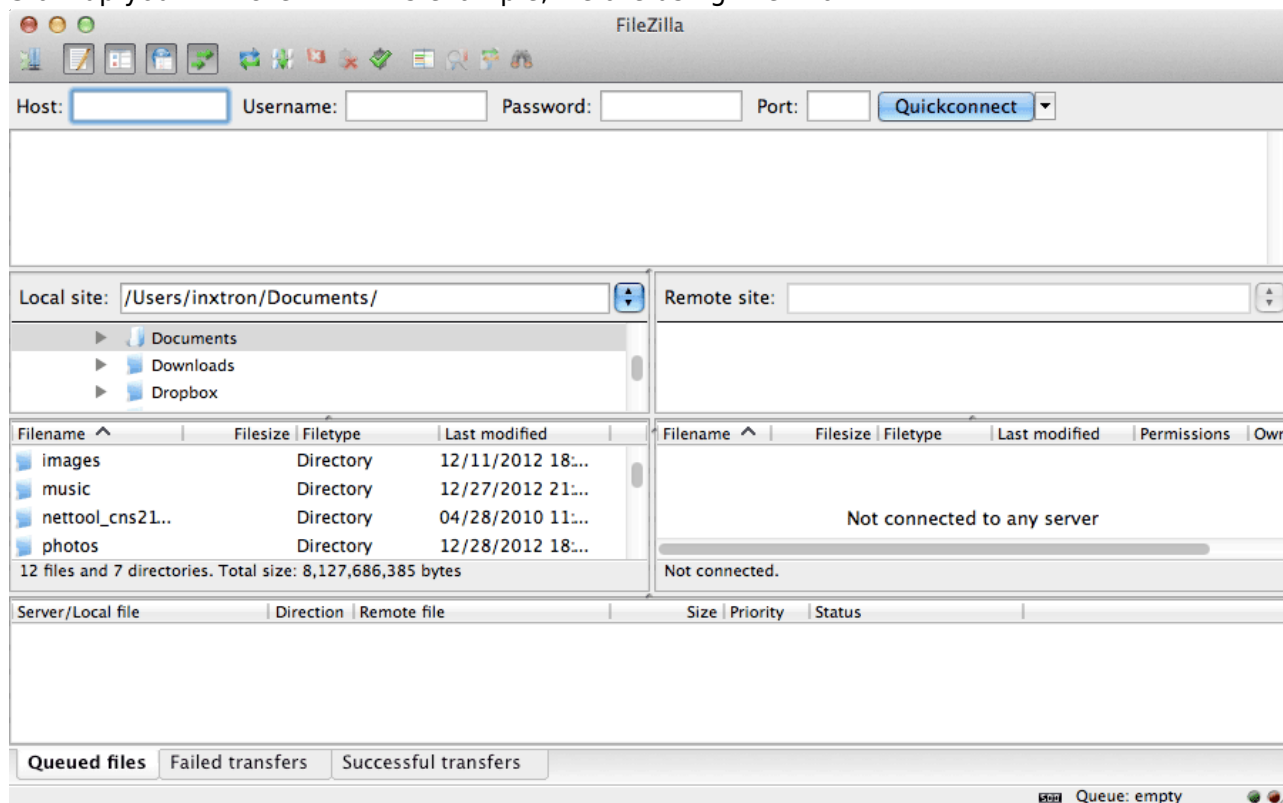 FileZilla
Host: Username: Password: Port: Quickconnect
Local site: /Users/inxtron/Documents/ Remote site:
Documents
Downloads
Dropbox
Filename Filesize Filetype Last modified Filename Filesize Filetype Last modified Permissions Own
images Directory 12/11/2012 18:...
music Directory 12/27/2012 21:...
nettool_cns21... Directory 04/28/2010 11:...
Not connected to any server
photos Directory 12/28/2012 18:...
12 files and 7 directories. Total size: 8,127,686,385 bytes Not connected.
Server/Local file Direction Remote file Size Priority Status
Queued files Failed transfers Successful transfers
Queue: empty